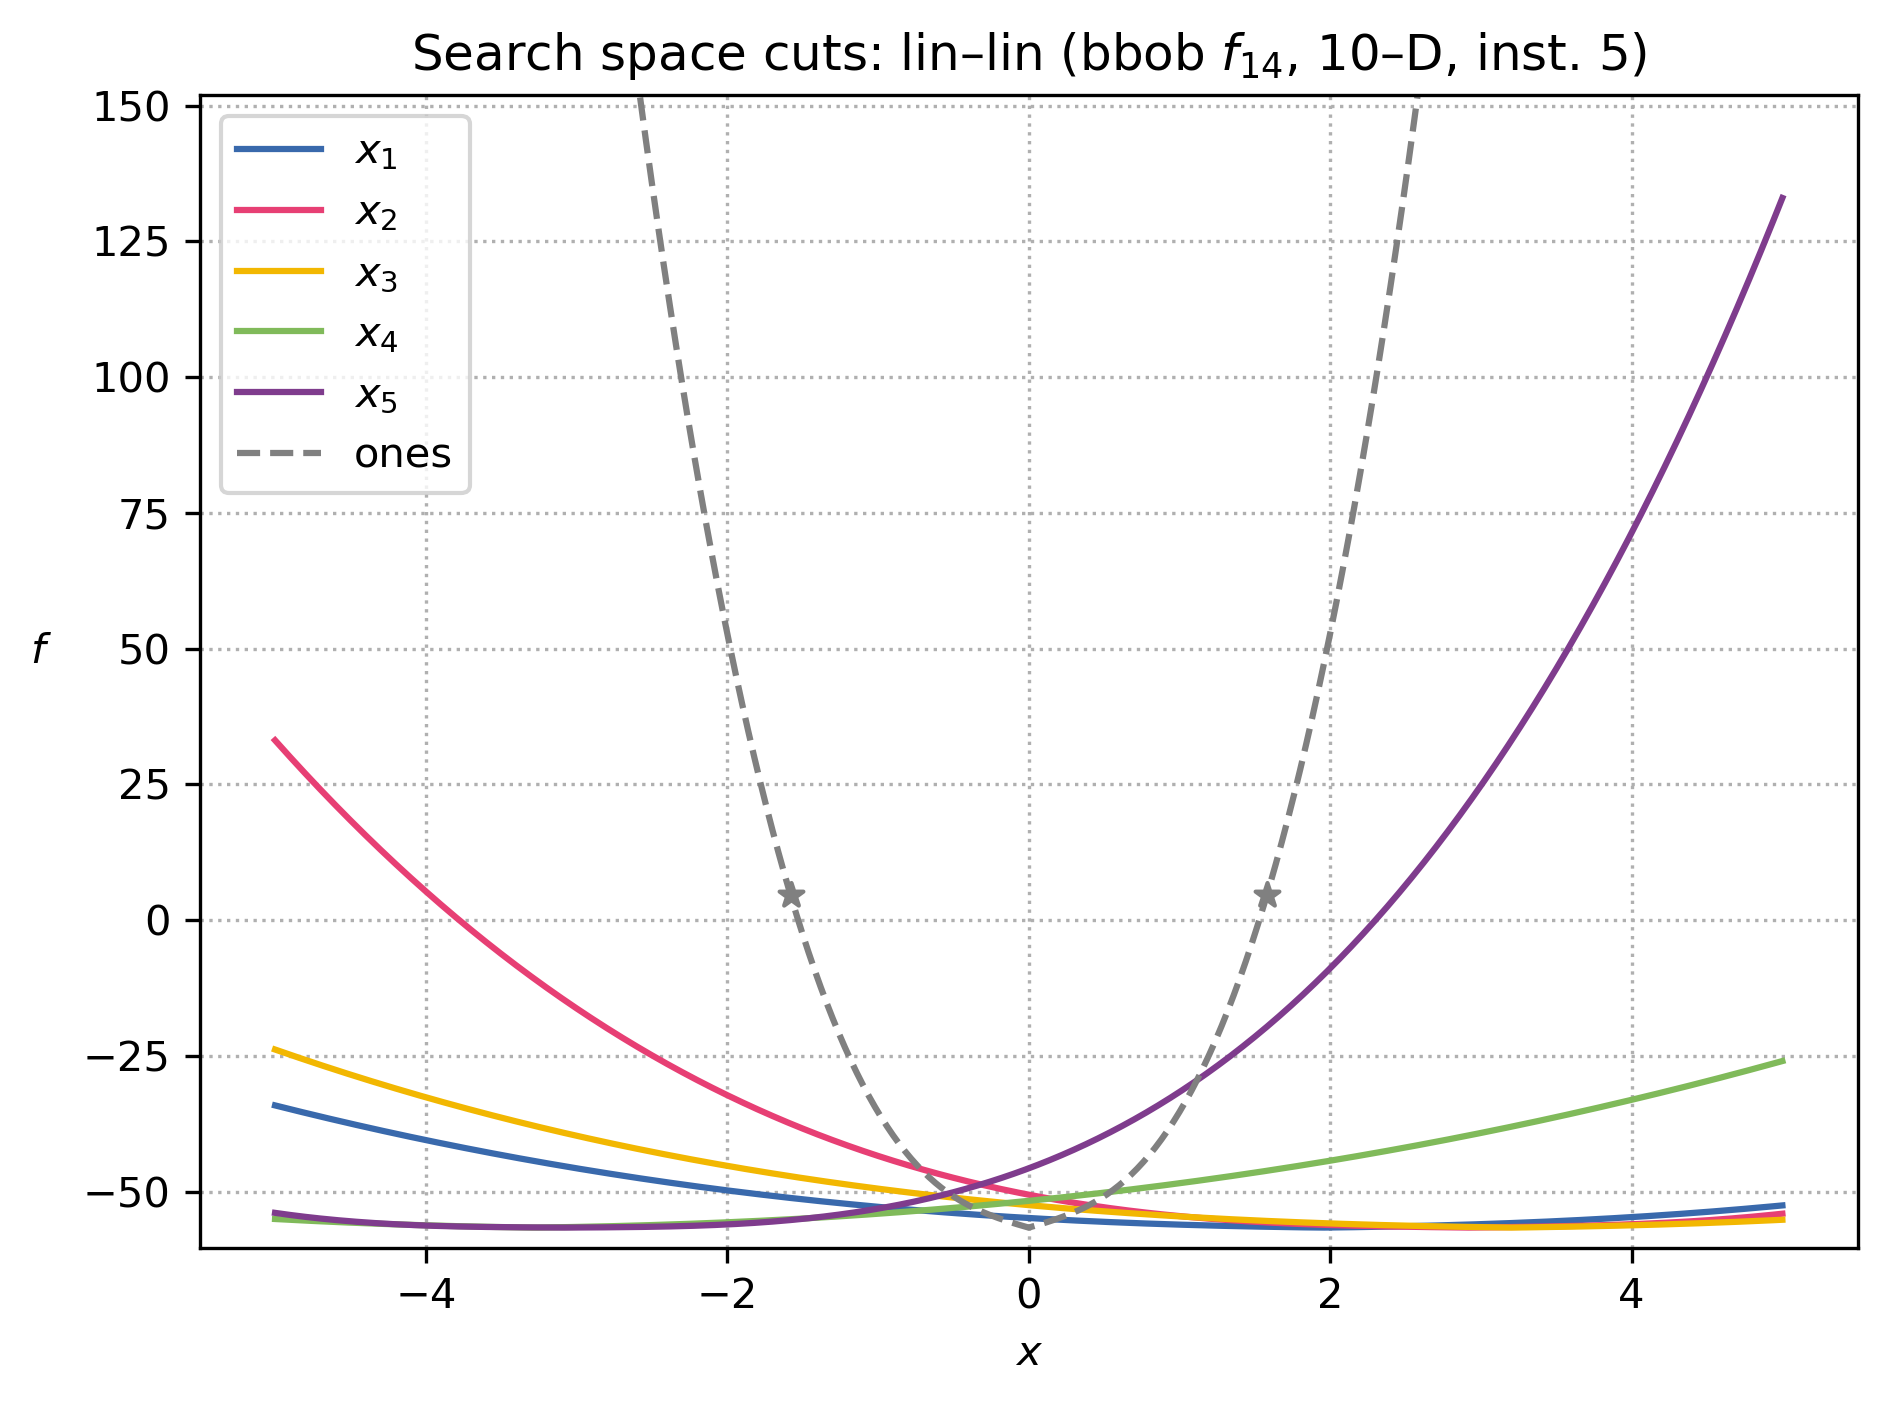 Search space cuts: lin–lin (bbob f14, 10–D, inst. 5)
150
125
100
75
50
25
0
−25
−50
f
x1
x2
x3
x4
x5
ones
−4
−2
0
2
4
x